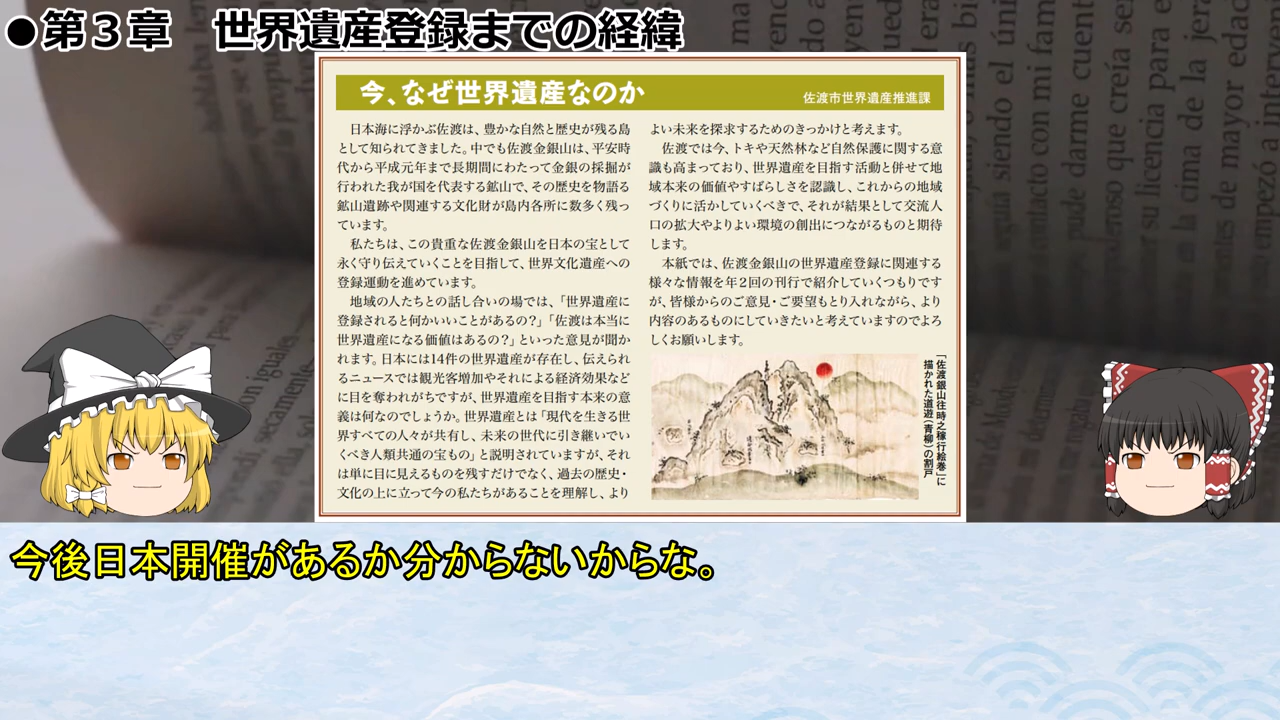 ●第３章　世界遺産登録までの経緯
今、なぜ世界遺産なのか
佐渡市世界遺産推進課
日本海に浮かぶ佐渡は、豊かな自然と歴史が残る島
として知られてきました。中でも佐渡金銀山は、平安時
代から平成元年まで長期間にわたって金銀の採掘が
行われた我が国を代表する鉱山で、その歴史を物語る
鉱山遺跡や関連する文化財が島内各所に数多く残っ
ています。
私たちは、この貴重な佐渡金銀山を日本の宝として
永く守り伝えていくことを目指して、世界文化遺産への
登録運動を進めています。
地域の人たちとの話し合いの場では、「世界遺産に
登録されると何かいいことがあるの？」「佐渡は本当に
世界遺産になる価値はあるの？」といった意見が聞か
れます。日本には14件の世界遺産が存在し、伝えられ
るニュースでは観光客増加やそれによる経済効果など
に目を奪われがちですが、世界遺産を目指す本来の意
義は何なのでしょうか。世界遺産とは「現代を生きる世
界すべての人々が共有し、未来の世代に引き継いでい
くべき人類共通の宝もの」と説明されていますが、それ
は単に目に見えるものを残すだけでなく、過去の歴史・
文化の上に立って今の私たちがあることを理解し、より
よい未来を探求するためのきっかけと考えます。
佐渡では今、トキや天然林など自然保護に関する意
識も高まっており、世界遺産を目指す活動と併せて地
域本来の価値やすばらしさを認識し、これからの地域
づくりに活かしていくべきで、それが結果として交流人
口の拡大やよりよい環境の創出につながるものと期待
します。
本紙では、佐渡金銀山の世界遺産登録に関連する
様々な情報を年２回の刊行で紹介していくつもりです
が、皆様からのご意見・ご要望もとり入れながら、より
内容のあるものにしていきたいと考えていますのでよろ
しくお願いします。
「佐渡銀山往時之稼行絵巻」に
描かれた道遊（青柳）の割戸
今後日本開催があるか分からないからな。